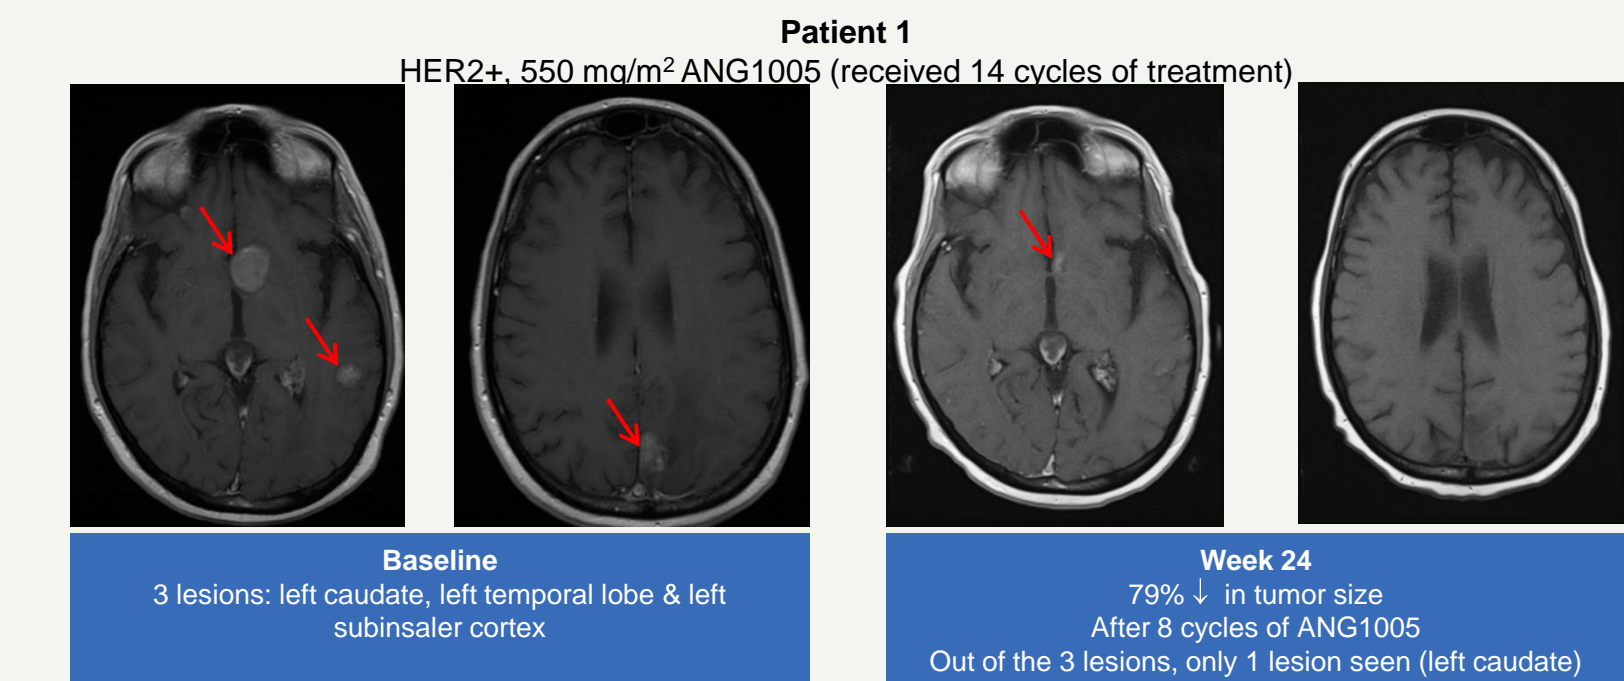 Patient 1
HER2+, 550 mg/m² ANG1005 (received 14 cycles of treatment)
Baseline
3 lesions: left caudate, left temporal lobe & left
subinsaler cortex
Week 24
79% ↓ in tumor size
After 8 cycles of ANG1005
Out of the 3 lesions, only 1 lesion seen (left caudate)